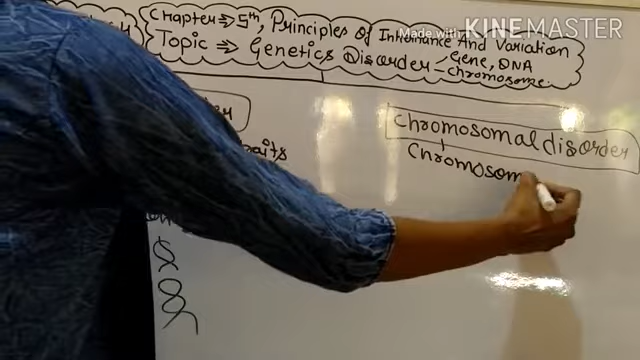 Made with KINEMASTER
Chapter ⇒ 5th, Principles of Inheritance And Variation
Topic ⇒ Genetics Disorder - Gene, DNA
- Chromosome.
Chromosomal disorder
Chromosom